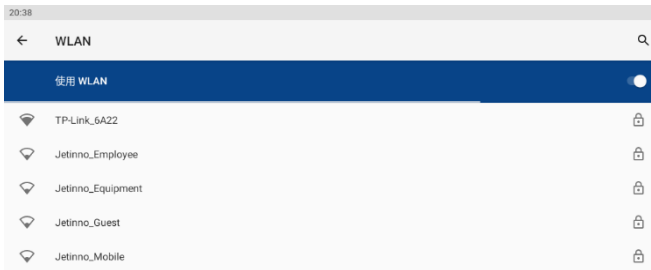 20:38
WLAN
使用 WLAN
TP-Link_6A22
Jetinno_Employee
Jetinno_Equipment
Jetinno_Guest
Jetinno_Mobile